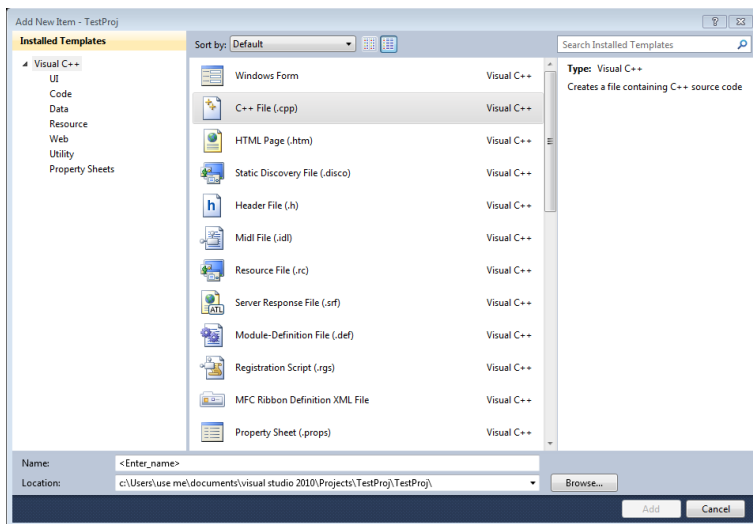 Add New Item - TestProj
Installed Templates
Visual C++
UI
Code
Data
Resource
Web
Utility
Property Sheets
Sort by: Default
Windows Form Visual C++
C++ File (.cpp) Visual C++
HTML Page (.htm) Visual C++
Static Discovery File (.disco) Visual C++
Header File (.h) Visual C++
Midl File (.idl) Visual C++
Resource File (.rc) Visual C++
ATL
Server Response File (.srf) Visual C++
Module-Definition File (.def) Visual C++
Registration Script (.rgs) Visual C++
MFC Ribbon Definition XML File Visual C++
Property Sheet (.props) Visual C++
Search Installed Templates
Type: Visual C++
Creates a file containing C++ source code
Name: <Enter_name>
Location: c:\Users\use me\documents\visual studio 2010\Projects\TestProj\TestProj\
Browse...
Add Cancel